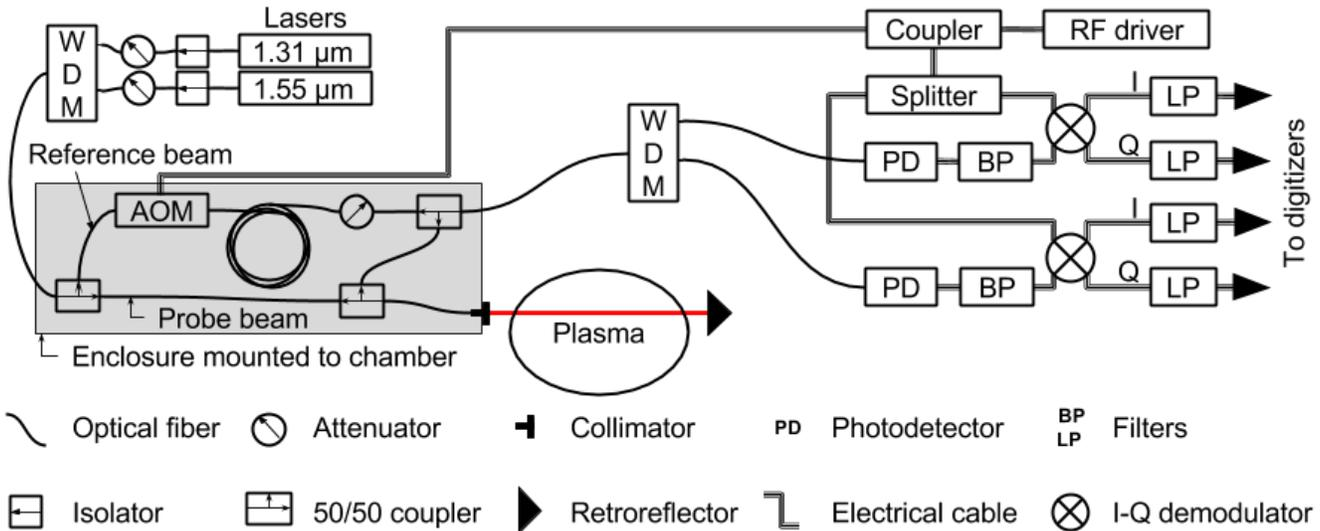 Lasers
W
D
M
1.31 µm
1.55 µm
Reference beam
AOM
Probe beam
Enclosure mounted to chamber
Plasma
W
D
M
Coupler
RF driver
Splitter
PD
BP
I
LP
Q
LP
PD
BP
I
LP
Q
LP
To digitizers
Optical fiber
Attenuator
Collimator
PD
Photodetector
BP
LP
Filters
Isolator
50/50 coupler
Retroreflector
Electrical cable
I-Q demodulator